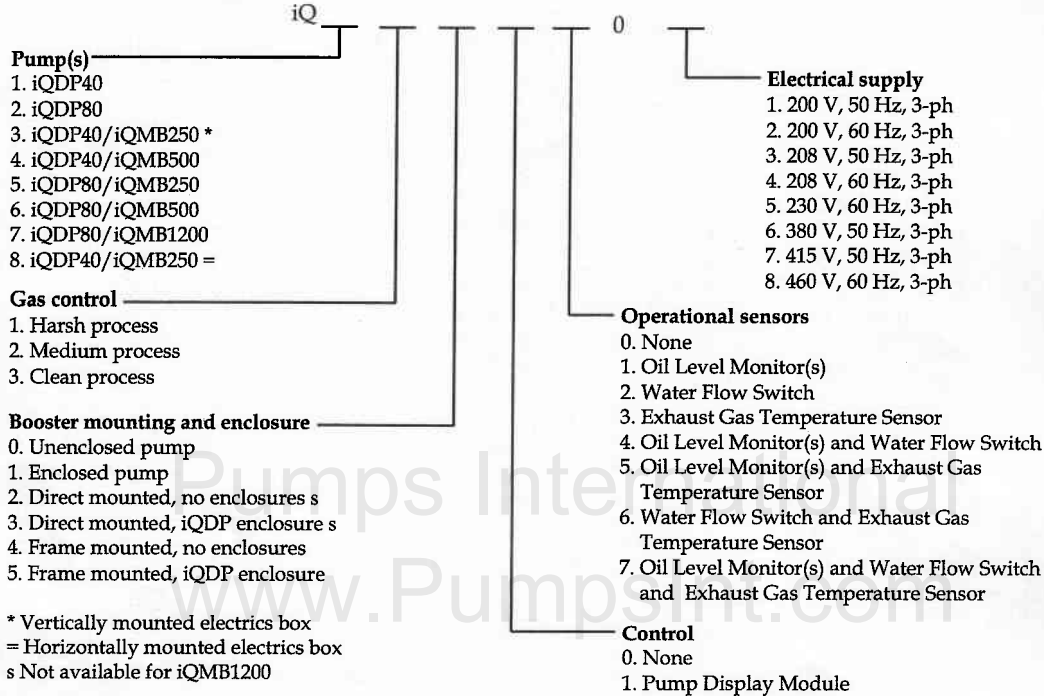 iQ 0
Pump(s)
1. iQDP40
2. iQDP80
3. iQDP40/iQMB250 *
4. iQDP40/iQMB500
5. iQDP80/iQMB250
6. iQDP80/iQMB500
7. iQDP80/iQMB1200
8. iQDP40/iQMB250 =
Gas control
1. Harsh process
2. Medium process
3. Clean process
Booster mounting and enclosure
0. Unenclosed pump
1. Enclosed pump
2. Direct mounted, no enclosures s
3. Direct mounted, iQDP enclosure s
4. Frame mounted, no enclosures
5. Frame mounted, iQDP enclosure
* Vertically mounted electrics box
= Horizontally mounted electrics box
s Not available for iQMB1200
Electrical supply
1. 200 V, 50 Hz, 3-ph
2. 200 V, 60 Hz, 3-ph
3. 208 V, 50 Hz, 3-ph
4. 208 V, 60 Hz, 3-ph
5. 230 V, 60 Hz, 3-ph
6. 380 V, 50 Hz, 3-ph
7. 415 V, 50 Hz, 3-ph
8. 460 V, 60 Hz, 3-ph
Operational sensors
0. None
1. Oil Level Monitor(s)
2. Water Flow Switch
3. Exhaust Gas Temperature Sensor
4. Oil Level Monitor(s) and Water Flow Switch
5. Oil Level Monitor(s) and Exhaust Gas
Temperature Sensor
6. Water Flow Switch and Exhaust Gas
Temperature Sensor
7. Oil Level Monitor(s) and Water Flow Switch
and Exhaust Gas Temperature Sensor
Control
0. None
1. Pump Display Module
Pumps International
www.PumpsInt.com